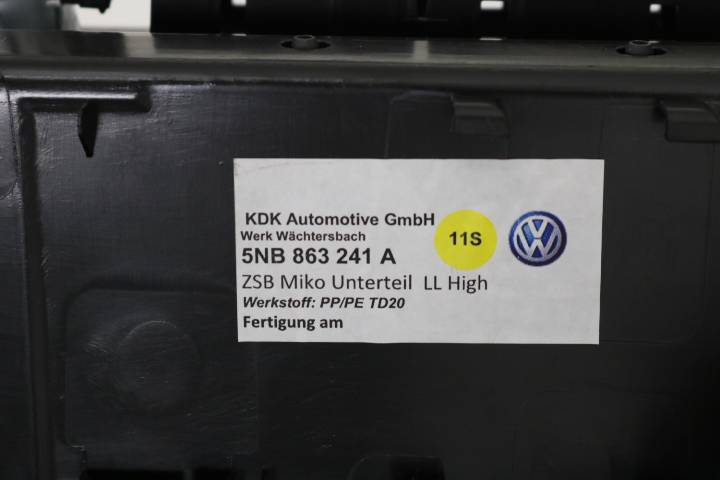 KDK Automotive GmbH
Werk Wächtersbach
11S
5NB 863 241 A
ZSB Miko Unterteil LL High
Werkstoff: PP/PE TD20
Fertigung am